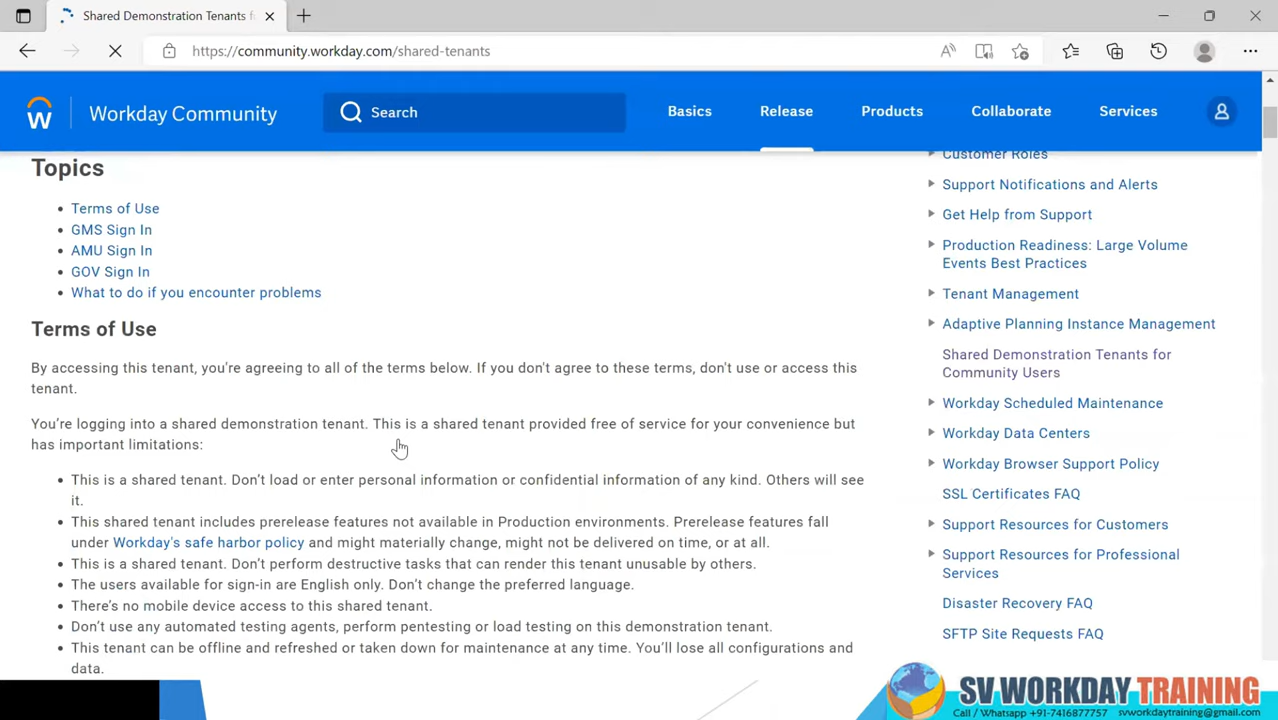 Shared Demonstration Tenants f
https://community.workday.com/shared-tenants
Workday Community
Search
Basics
Release
Products
Collaborate
Services
Topics
• Terms of Use
• GMS Sign In
• AMU Sign In
• GOV Sign In
• What to do if you encounter problems
Terms of Use
By accessing this tenant, you're agreeing to all of the terms below. If you don't agree to these terms, don't use or access this
tenant.
You're logging into a shared demonstration tenant. This is a shared tenant provided free of service for your convenience but
has important limitations:
• This is a shared tenant. Don't load or enter personal information or confidential information of any kind. Others will see
it.
• This shared tenant includes prerelease features not available in Production environments. Prerelease features fall
under Workday's safe harbor policy and might materially change, might not be delivered on time, or at all.
• This is a shared tenant. Don't perform destructive tasks that can render this tenant unusable by others.
• The users available for sign-in are English only. Don't change the preferred language.
• There's no mobile device access to this shared tenant.
• Don't use any automated testing agents, perform pentesting or load testing on this demonstration tenant.
• This tenant can be offline and refreshed or taken down for maintenance at any time. You'll lose all configurations and
data.
Customer Roles
Support Notifications and Alerts
Get Help from Support
Production Readiness: Large Volume
Events Best Practices
Tenant Management
Adaptive Planning Instance Management
Shared Demonstration Tenants for
Community Users
Workday Scheduled Maintenance
Workday Data Centers
Workday Browser Support Policy
SSL Certificates FAQ
Support Resources for Customers
Support Resources for Professional
Services
Disaster Recovery FAQ
SFTP Site Requests FAQ
SV WORKDAY TRAINING
Call / Whatsapp +91-7416877757 svworkdaytraining@gmail.com